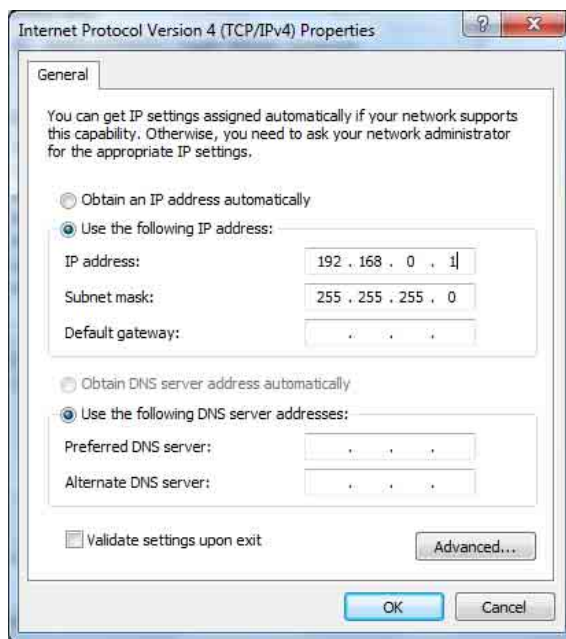 Internet Protocol Version 4 (TCP/IPv4) Properties
General
You can get IP settings assigned automatically if your network supports
this capability. Otherwise, you need to ask your network administrator
for the appropriate IP settings.
Obtain an IP address automatically
Use the following IP address:
IP address: 192 . 168 . 0 . 1
Subnet mask: 255 . 255 . 255 . 0
Default gateway: . . .
Obtain DNS server address automatically
Use the following DNS server addresses:
Preferred DNS server: . . .
Alternate DNS server: . . .
Validate settings upon exit
Advanced...
OK Cancel